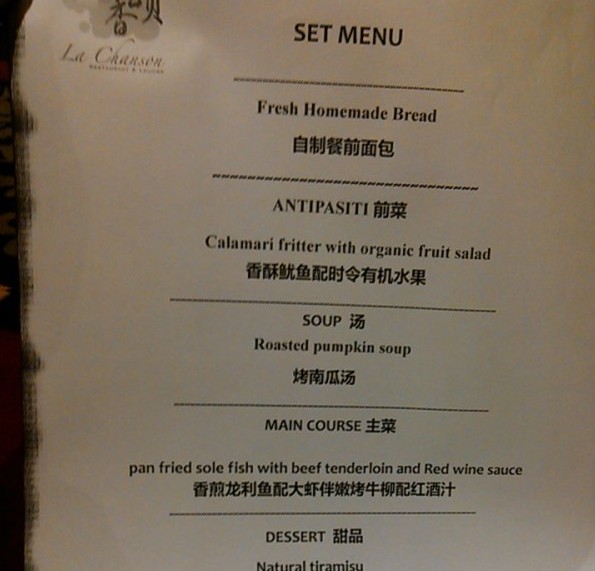 香颂
La Chanson
RESTAURANT & LOUNGE
SET MENU
Fresh Homemade Bread
自制餐前面包
ANTIPASITI 前菜
Calamari fritter with organic fruit salad
香酥鱿鱼配时令有机水果
SOUP 汤
Roasted pumpkin soup
烤南瓜汤
MAIN COURSE 主菜
pan fried sole fish with beef tenderloin and Red wine sauce
香煎龙利鱼配大虾伴嫩烤牛柳配红酒汁
DESSERT 甜品
Natural tiramisu